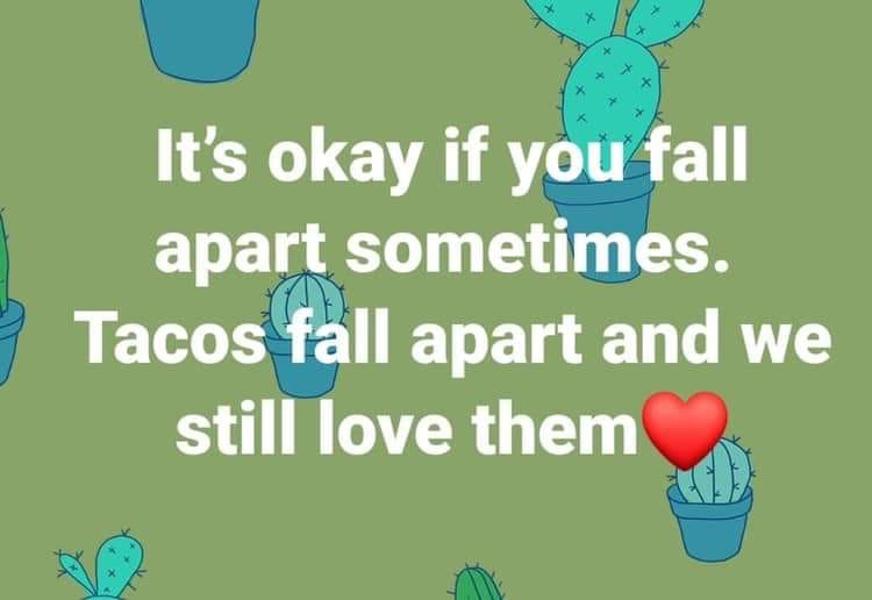 It’s okay if you fall
apart sometimes.
Tacos fall apart and we
still love them❤️